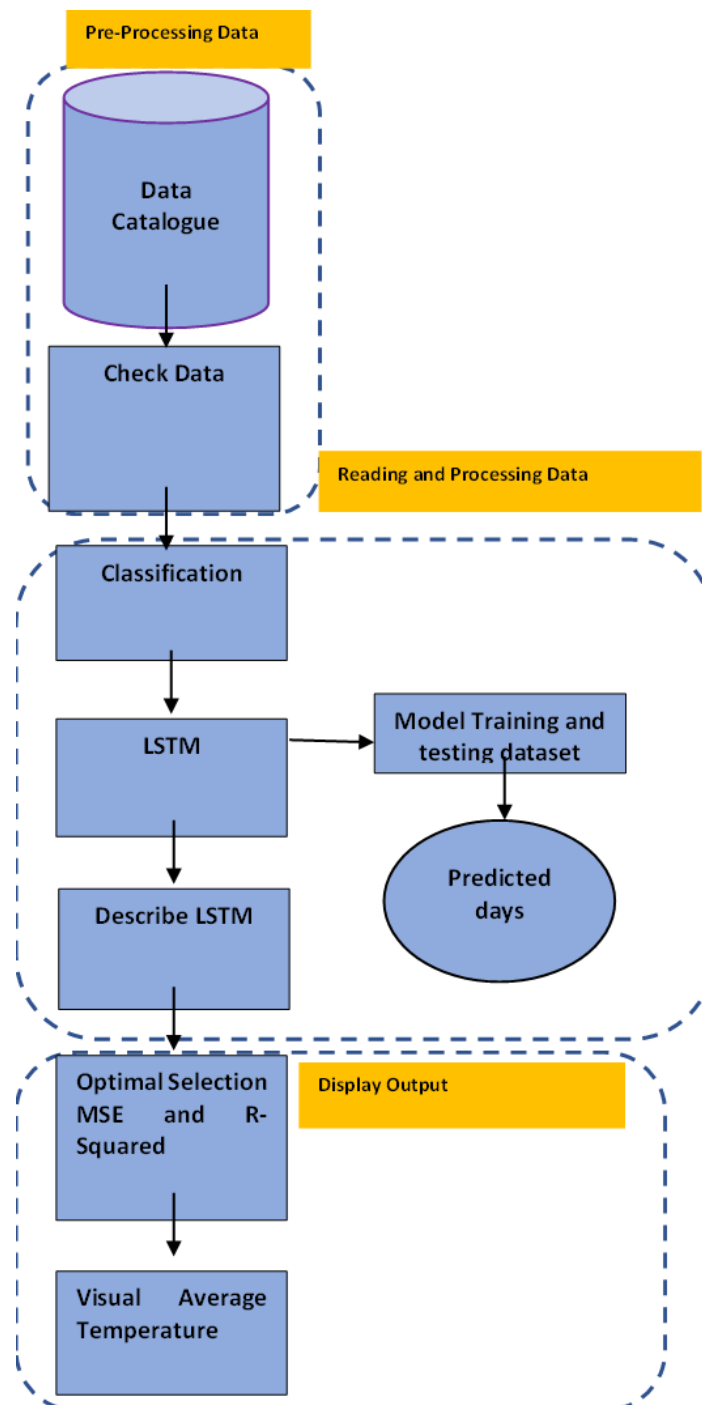 Pre-Processing Data
Data
Catalogue
Check Data
Reading and Processing Data
Classification
LSTM
Model Training and
testing dataset
Predicted
days
Describe LSTM
Optimal Selection
MSE and R-
Squared
Display Output
Visual Average
Temperature